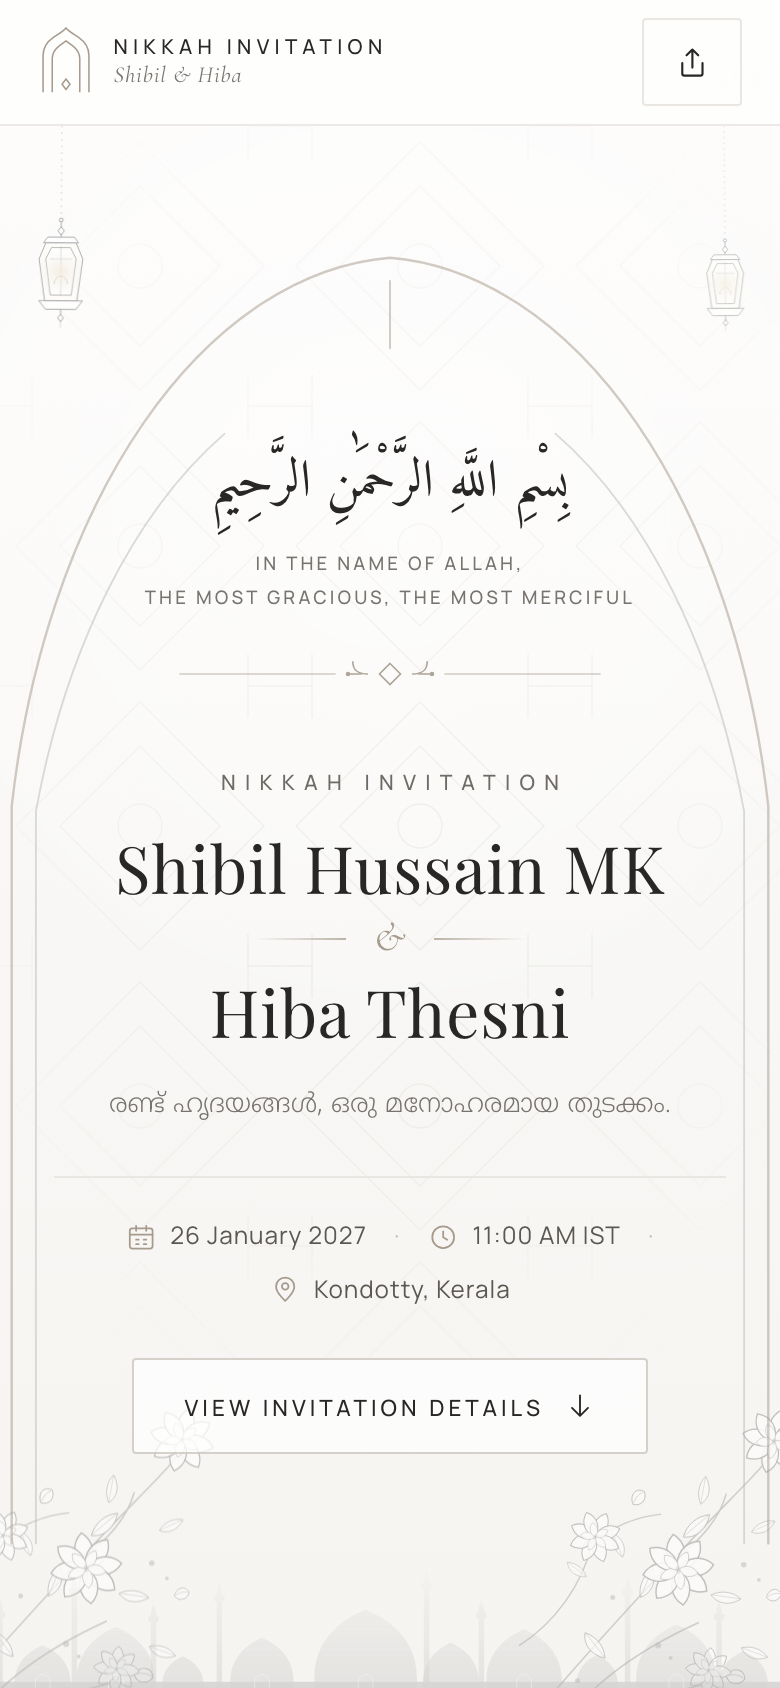 NIKKAH INVITATION
Shibil & Hiba
بِسْمِ اللَّهِ الرَّحْمَٰنِ الرَّحِيمِ
IN THE NAME OF ALLAH,
THE MOST GRACIOUS, THE MOST MERCIFUL
NIKKAH INVITATION
Shibil Hussain MK
&
Hiba Thesni
രണ്ട് ഹൃദയങ്ങൾ, ഒരു മനോഹരമായ തുടക്കം.
26 January 2027 · 11:00 AM IST ·
Kondotty, Kerala
VIEW INVITATION DETAILS